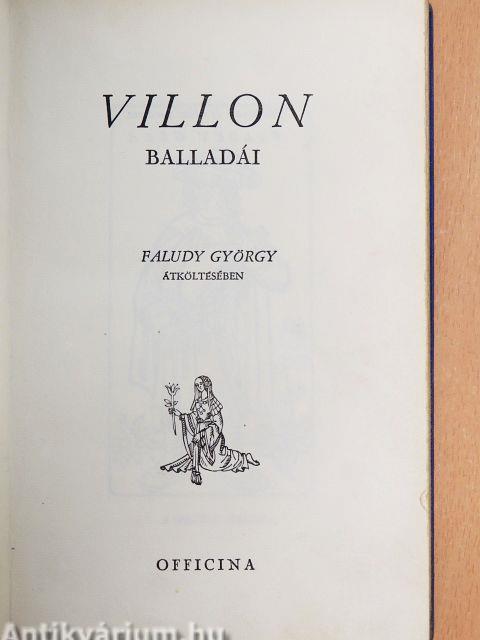 VILLON
BALLADÁI
FALUDY GYÖRGY
ÁTKÖLTÉSÉBEN
OFFICINA
Antikvárium.hu